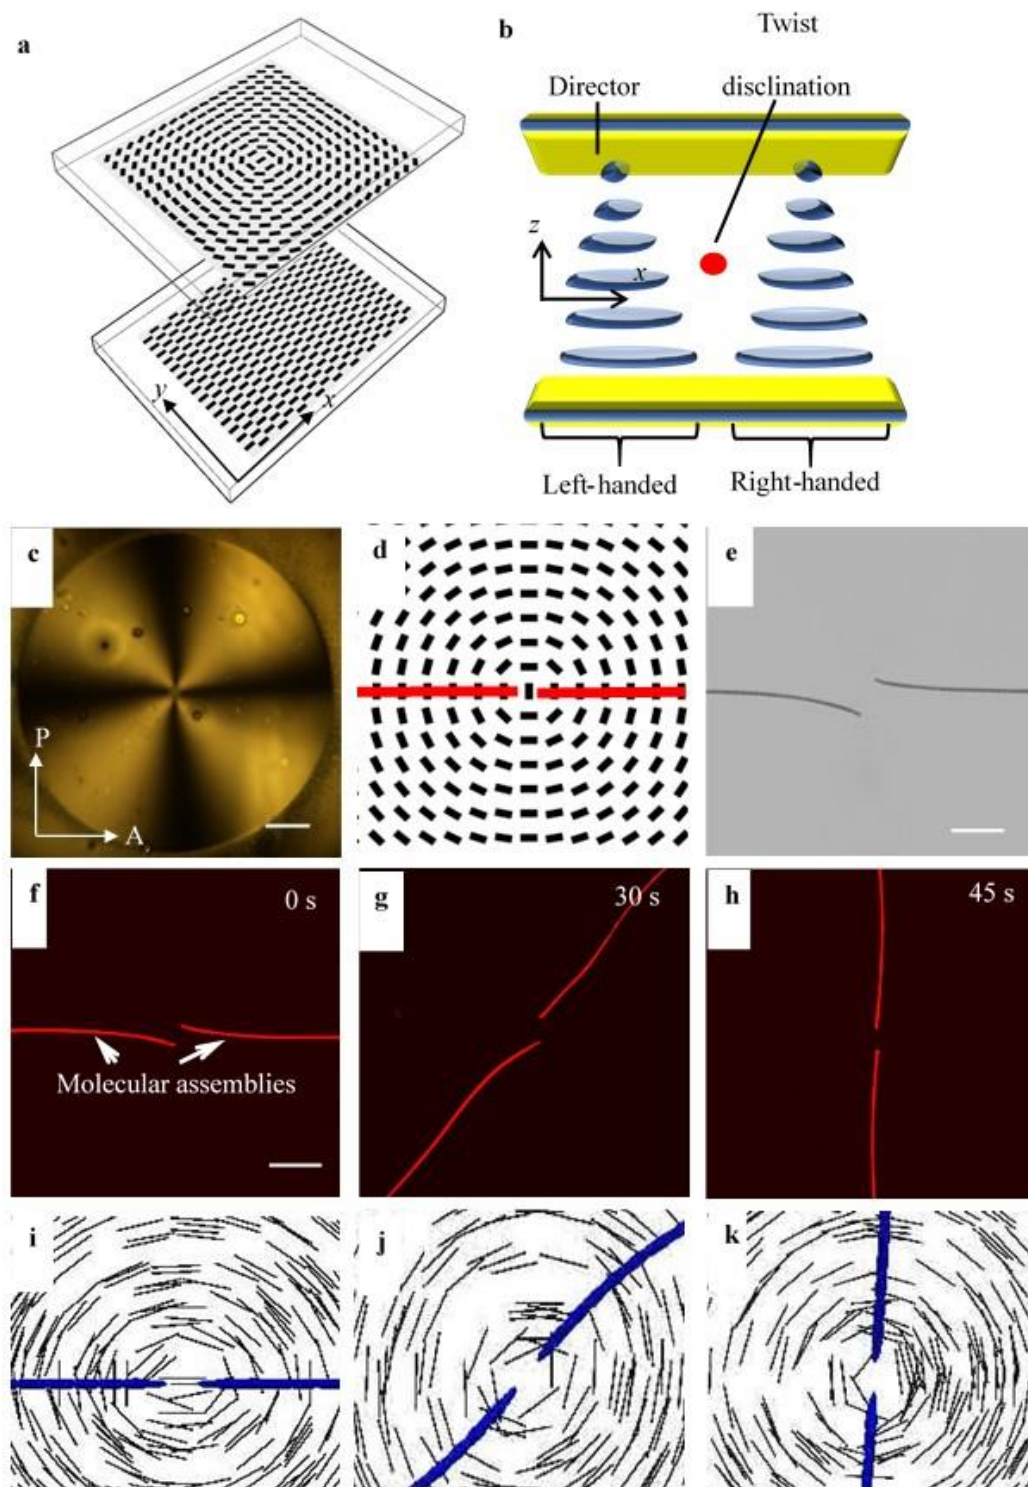 a
y
x
b
Twist
Director
disclination
z
x
Left-handed
Right-handed
c
P
A
d
e
f
0 s
Molecular assemblies
g
30 s
h
45 s
i
j
k